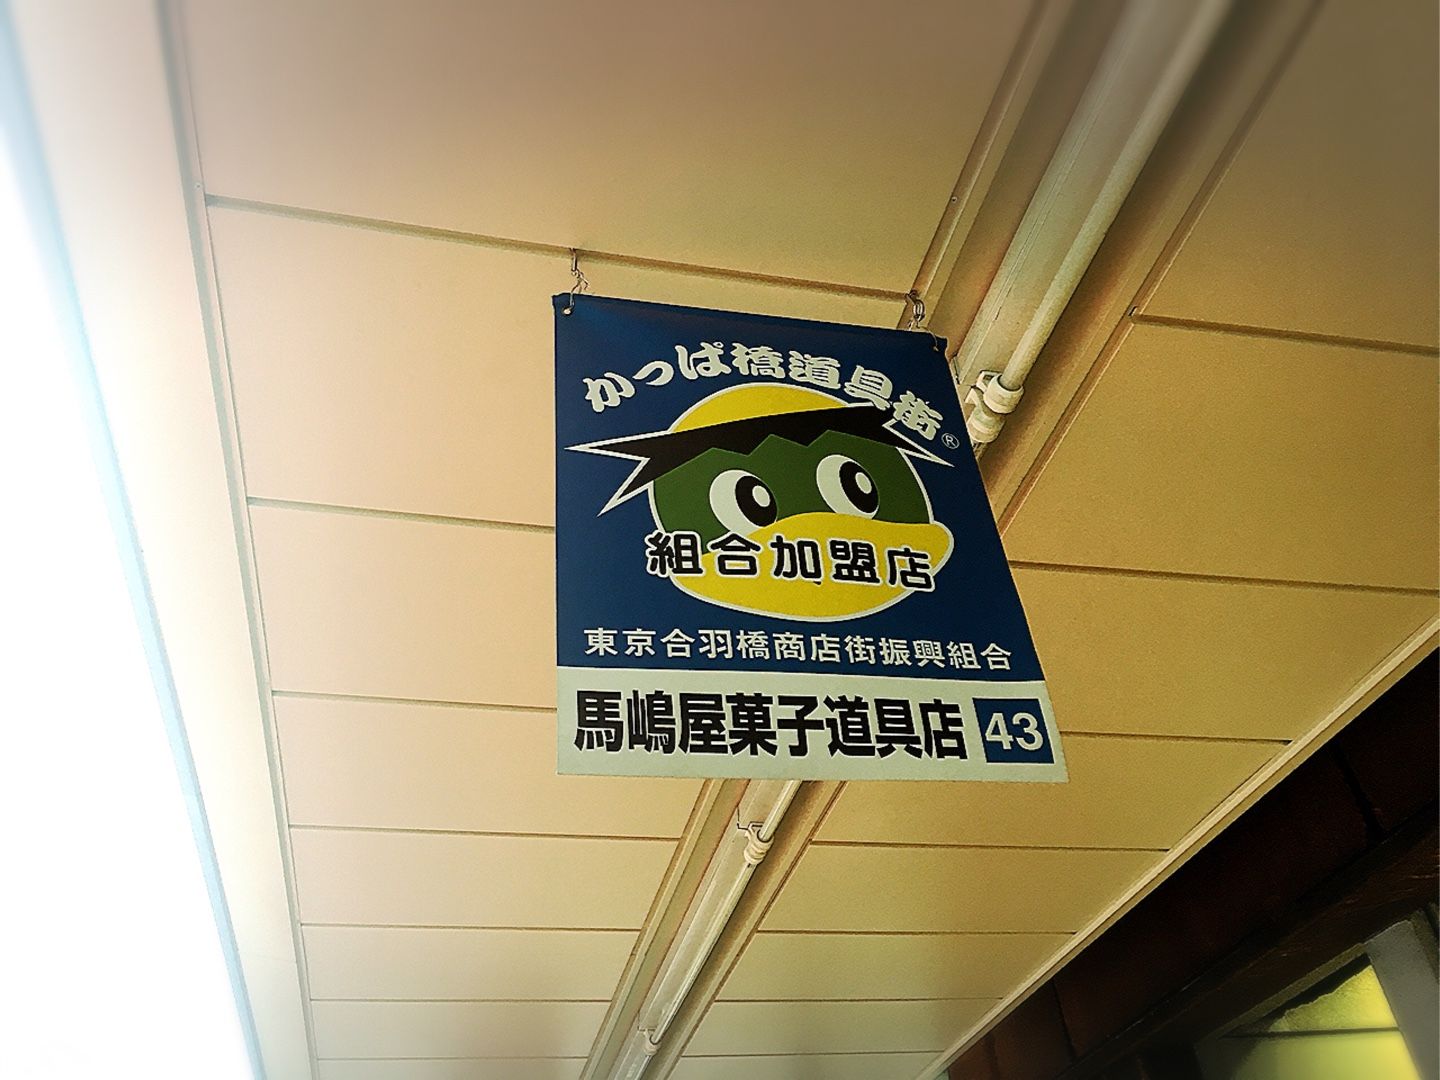 かっぱ橋道具街®
組合加盟店
東京合羽橋商店街振興組合
馬嶋屋菓子道具店 43